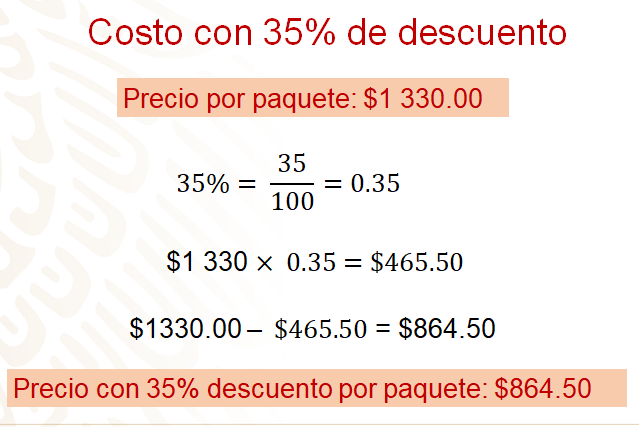 Costo con 35% de descuento
Precio por paquete: $1 330.00
35% = 35/100 = 0.35
$1 330 × 0.35 = $465.50
$1330.00 – $465.50 = $864.50
Precio con 35% descuento por paquete: $864.50